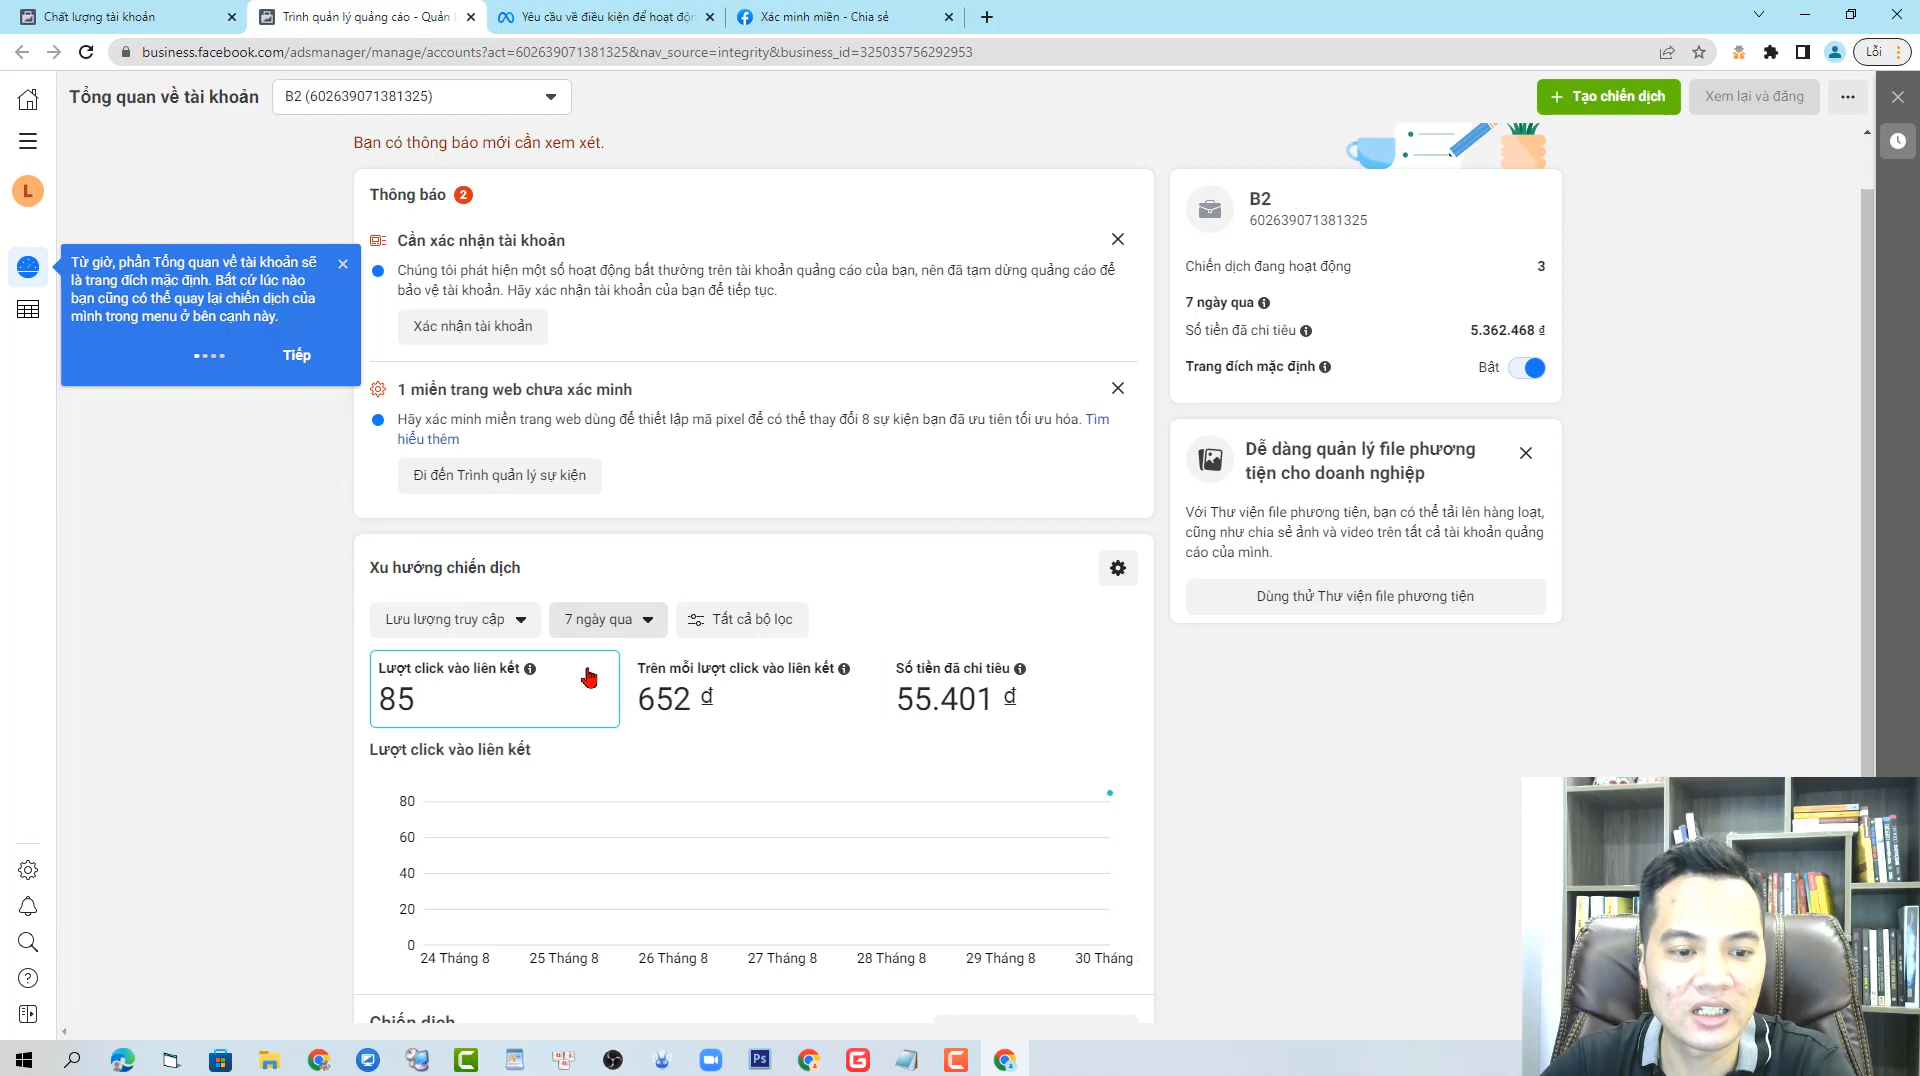 Chất lượng tài khoản
Trình quản lý quảng cáo - Quản l
Yêu cầu về điều kiện để hoạt độn
Xác minh miền - Chia sẻ
business.facebook.com/adsmanager/manage/accounts?act=602639071381325&nav_source=integrity&business_id=325035756292953
Lỗi
Tổng quan về tài khoản
B2 (602639071381325)
+ Tạo chiến dịch
Xem lại và đăng
Bạn có thông báo mới cần xem xét.
L
Từ giờ, phần Tổng quan về tài khoản sẽ
là trang đích mặc định. Bất cứ lúc nào
bạn cũng có thể quay lại chiến dịch của
mình trong menu ở bên cạnh này.
Tiếp
Thông báo 2
Cần xác nhận tài khoản
Chúng tôi phát hiện một số hoạt động bất thường trên tài khoản quảng cáo của bạn, nên đã tạm dừng quảng cáo để
bảo vệ tài khoản. Hãy xác nhận tài khoản của bạn để tiếp tục.
Xác nhận tài khoản
1 miền trang web chưa xác minh
Hãy xác minh miền trang web dùng để thiết lập mã pixel để có thể thay đổi 8 sự kiện bạn đã ưu tiên tối ưu hóa. Tìm
hiểu thêm
Đi đến Trình quản lý sự kiện
B2
602639071381325
Chiến dịch đang hoạt động 3
7 ngày qua
Số tiền đã chi tiêu 5.362.468 ₫
Trang đích mặc định Bật
Dễ dàng quản lý file phương
tiện cho doanh nghiệp
Với Thư viện file phương tiện, bạn có thể tải lên hàng loạt,
cũng như chia sẻ ảnh và video trên tất cả tài khoản quảng
cáo của mình.
Dùng thử Thư viện file phương tiện
Xu hướng chiến dịch
Lưu lượng truy cập
7 ngày qua
Tất cả bộ lọc
Lượt click vào liên kết
85
Trên mỗi lượt click vào liên kết
652 ₫
Số tiền đã chi tiêu
55.401 ₫
Lượt click vào liên kết
80
60
40
20
0
24 Tháng 8 25 Tháng 8 26 Tháng 8 27 Tháng 8 28 Tháng 8 29 Tháng 8 30 Tháng
Chiến dịch
Ps